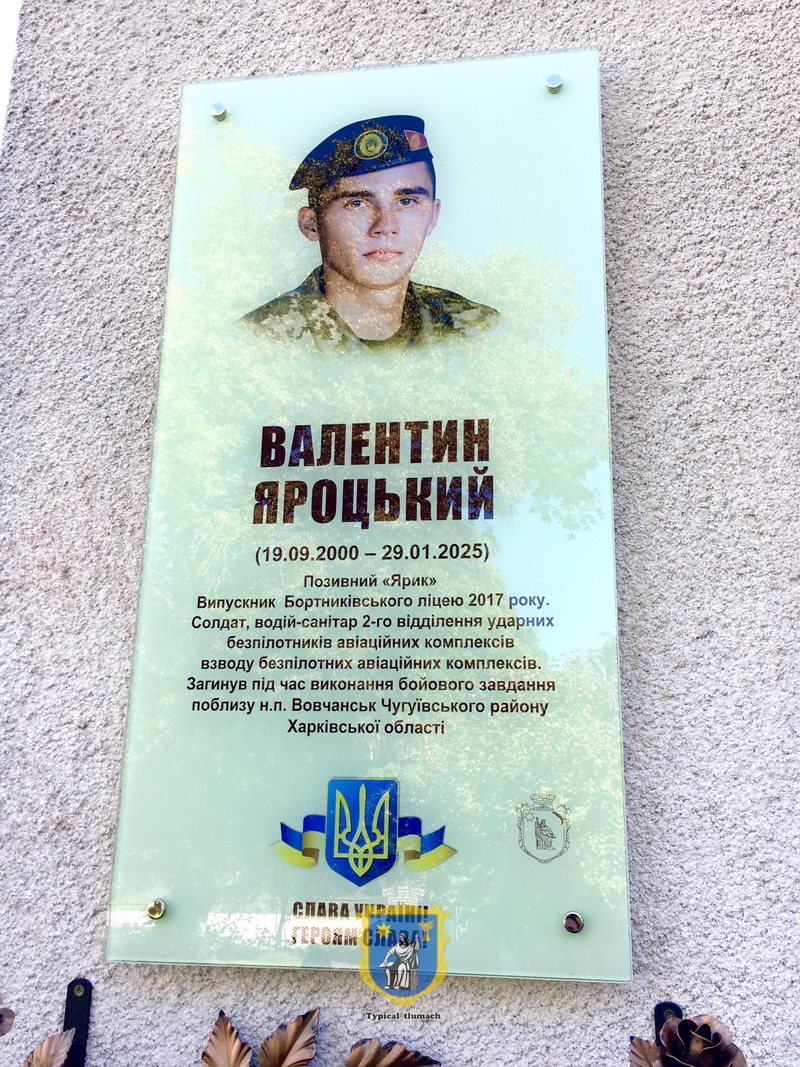 ВАЛЕНТИН
ЯРОЦЬКИЙ
(19.09.2000 – 29.01.2025)
Позивний «Ярик»
Випускник Бортниківського ліцею 2017 року.
Солдат, водій-санітар 2-го відділення ударних
безпілотників авіаційних комплексів
взводу безпілотних авіаційних комплексів.
Загинув під час виконання бойового завдання
поблизу н.п. Вовчанськ Чугуївського району
Харківської області
СЛАВА УКРАЇНІ!
ГЕРОЯМ СЛАВА!
Typical tlumach